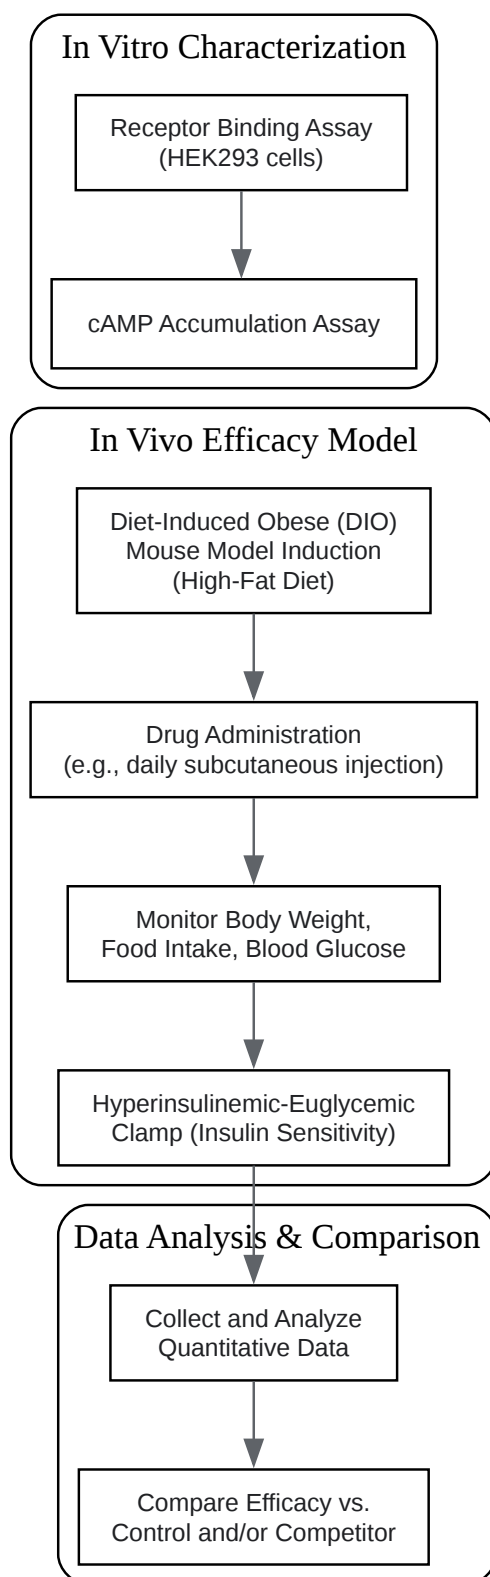 In Vitro Characterization
Receptor Binding Assay
(HEK293 cells)
cAMP Accumulation Assay
In Vivo Efficacy Model
Diet-Induced Obese (DIO)
Mouse Model Induction
(High-Fat Diet)
Drug Administration
(e.g., daily subcutaneous injection)
Monitor Body Weight,
Food Intake, Blood Glucose
Hyperinsulinemic-Euglycemic
Clamp (Insulin Sensitivity)
Data Analysis & Comparison
Collect and Analyze
Quantitative Data
Compare Efficacy vs.
Control and/or Competitor